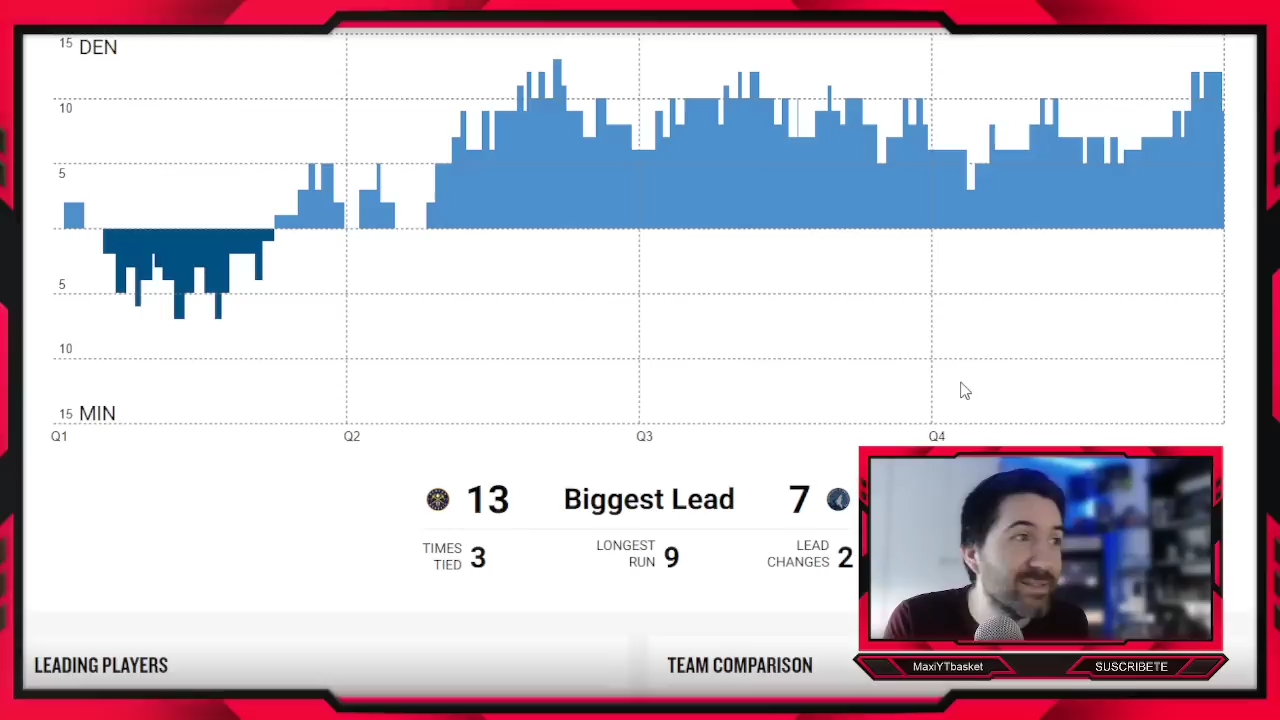 15 DEN
10
5
5
10
15 MIN
Q1 Q2 Q3 Q4
13 Biggest Lead 7
TIMES TIED 3 LONGEST RUN 9 LEAD CHANGES 2
LEADING PLAYERS TEAM COMPARISON
MaxiYTbasket SUSCRIBETE